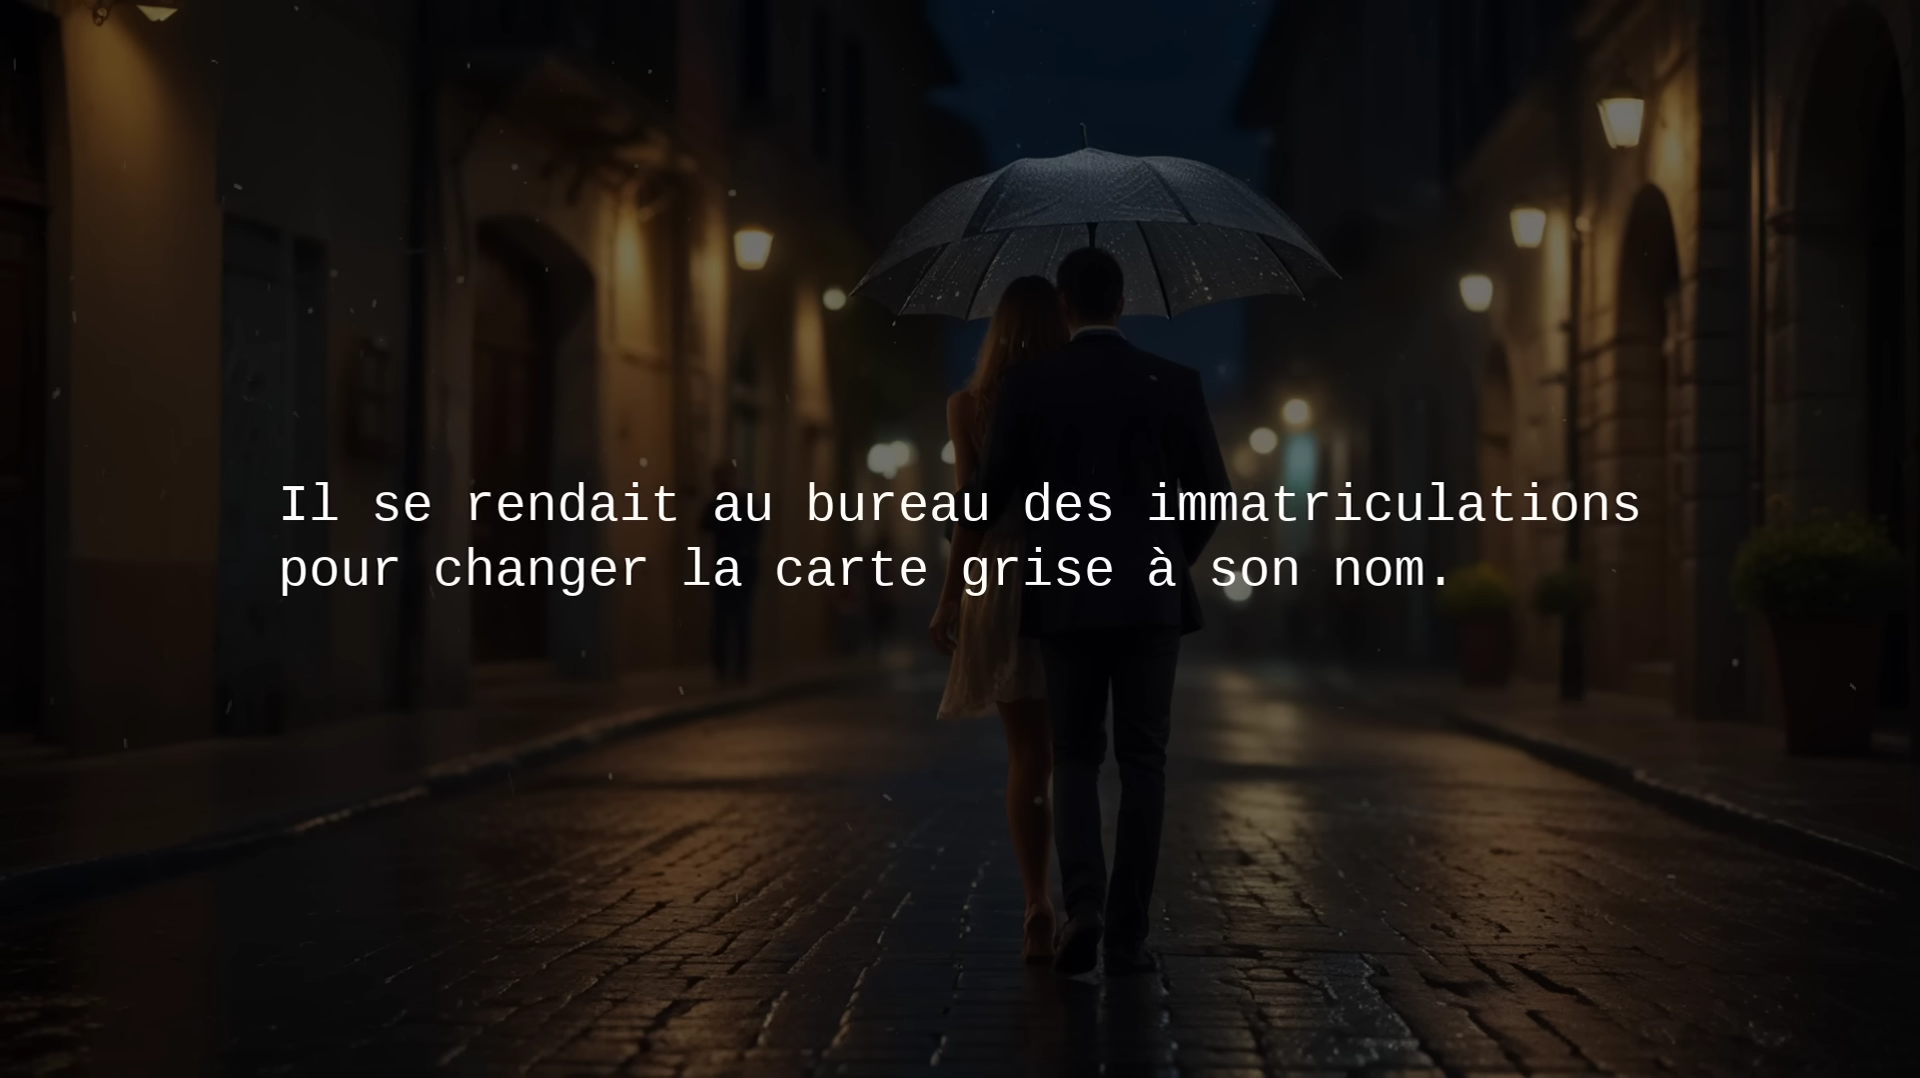 Il se rendait au bureau des immatriculations
pour changer la carte grise à son nom.